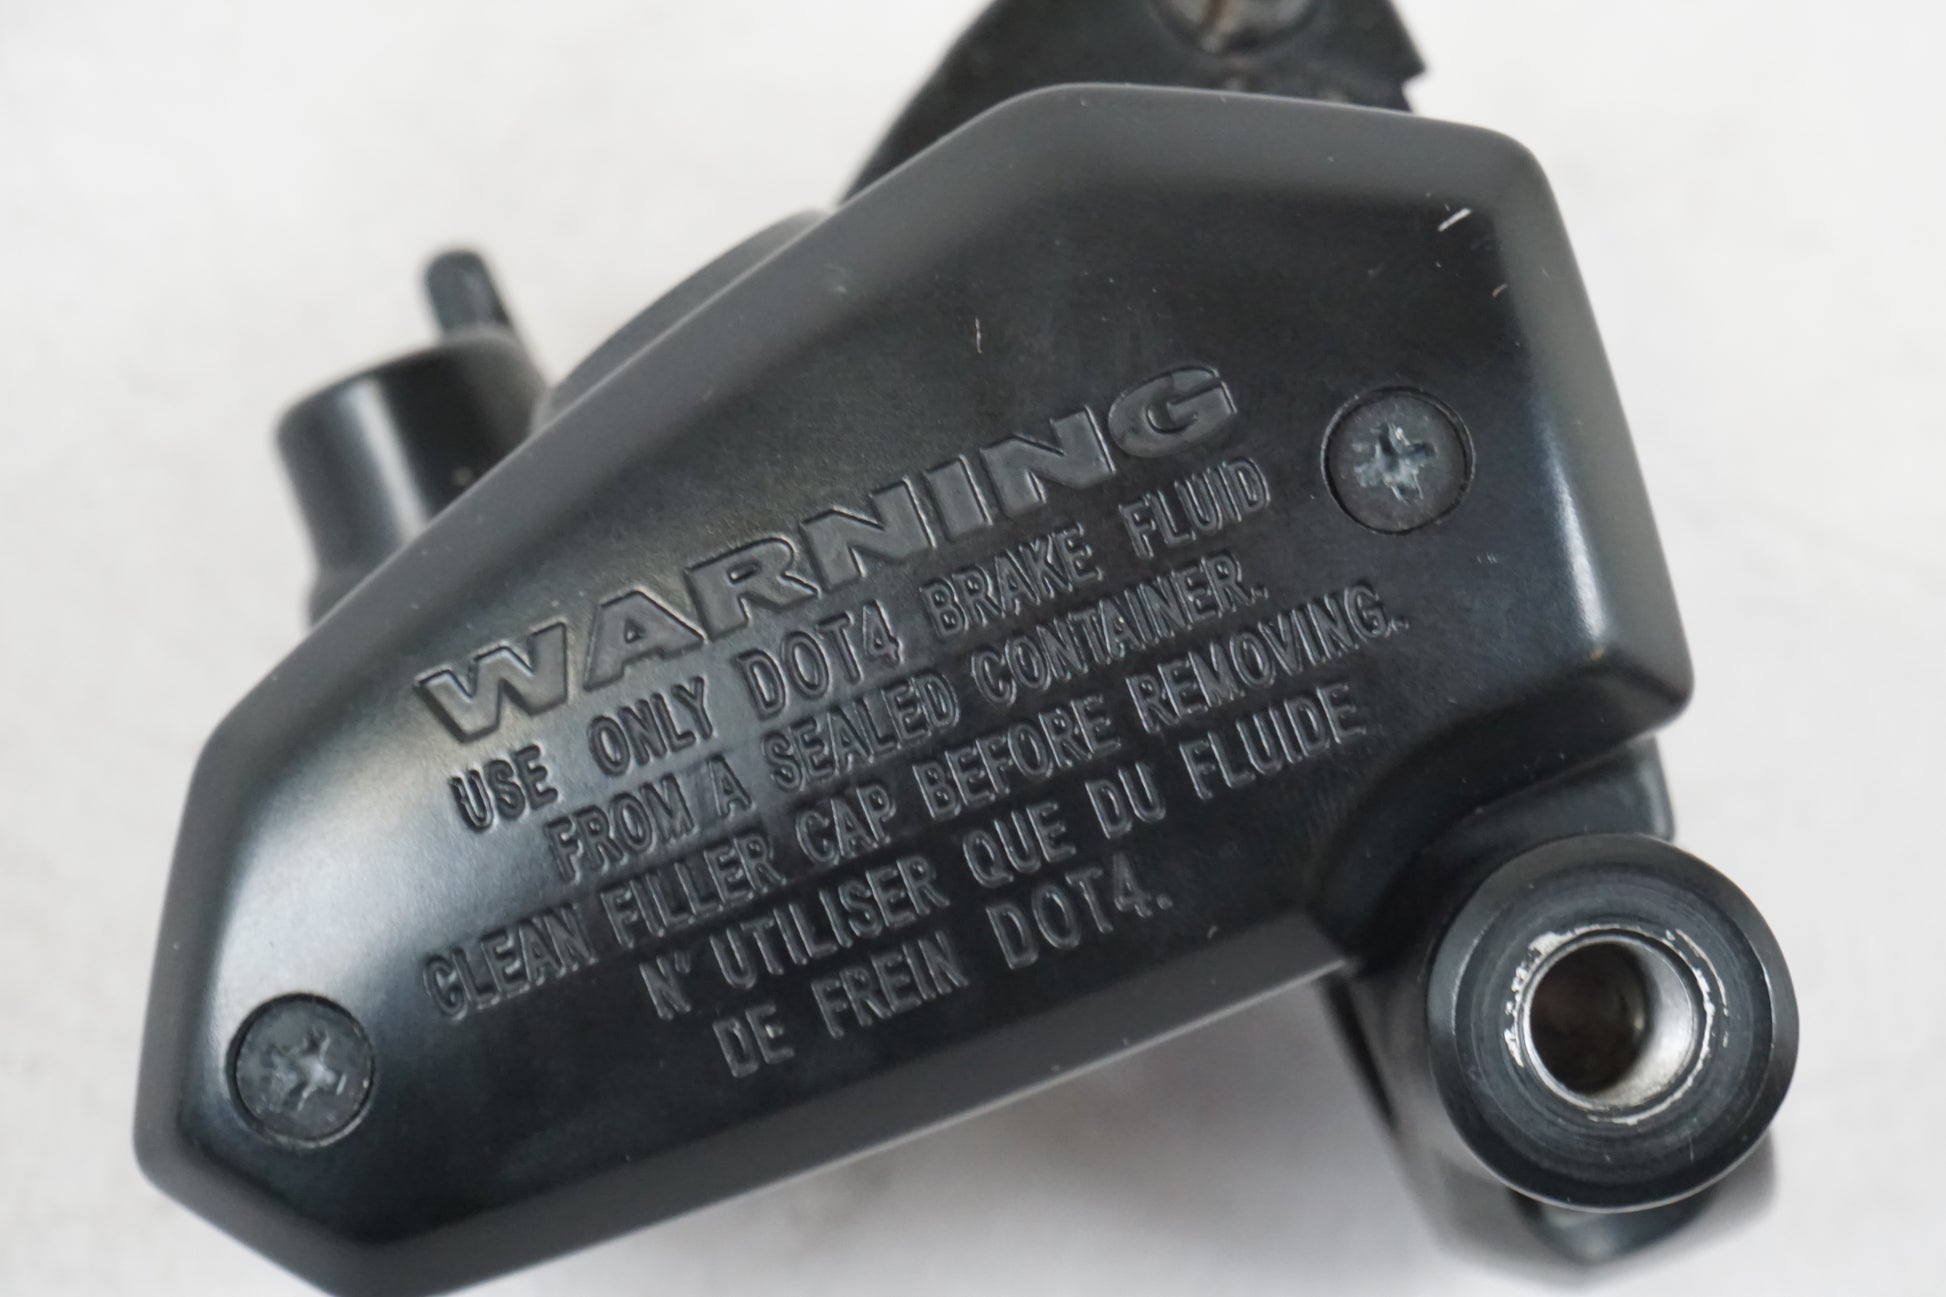 WARNING
USE ONLY DOT4 BRAKE FLUID
FROM A SEALED CONTAINER.
CLEAN FILLER CAP BEFORE REMOVING.
N'UTILISER QUE DU FLUIDE
DE FREIN DOT4.